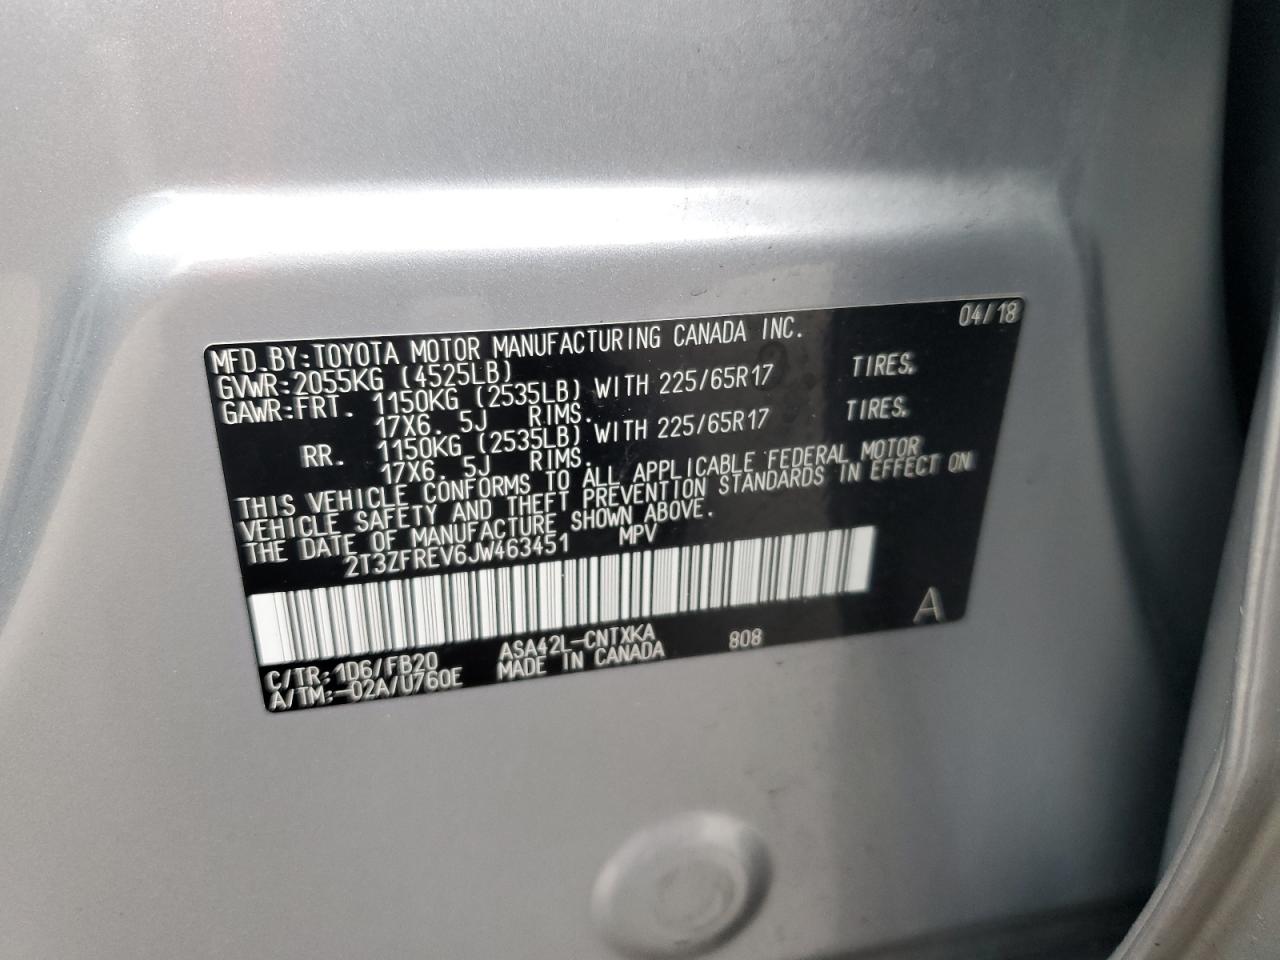 04/18
MFD.BY:TOYOTA MOTOR MANUFACTURING CANADA INC.
GVWR:2055KG (4525LB)
GAWR:FRT. 1150KG (2535LB) WITH 225/65R17 TIRES,
17X6. 5J RIMS.
RR. 1150KG (2535LB) WITH 225/65R17 TIRES,
17X6. 5J RIMS.
THIS VEHICLE CONFORMS TO ALL APPLICABLE FEDERAL MOTOR
VEHICLE SAFETY AND THEFT PREVENTION STANDARDS IN EFFECT ON
THE DATE OF MANUFACTURE SHOWN ABOVE.
2T3ZFREV6JW463451 MPV
A
C/TR:1D6/FB20 ASA42L-CNTXKA 808
A/TM:-02A/U760E MADE IN CANADA